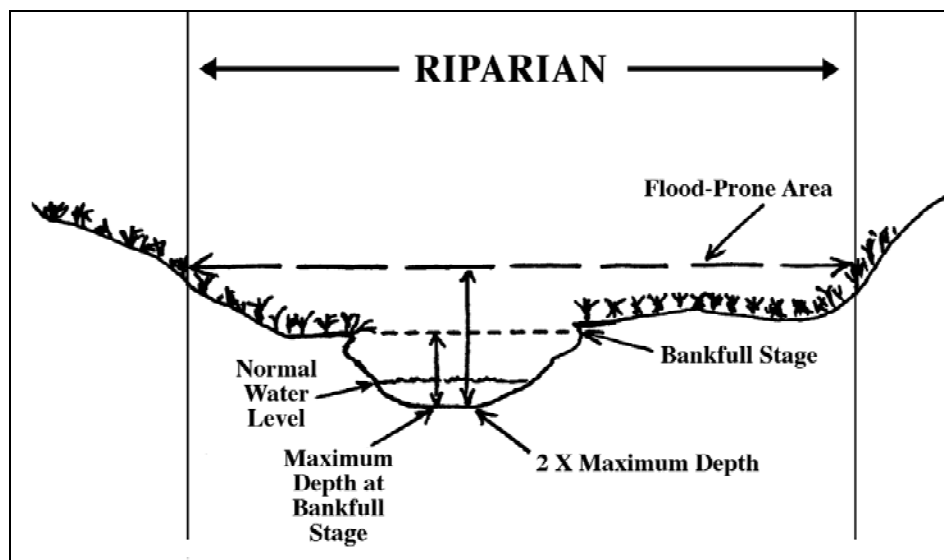 RIPARIAN
Flood-Prone Area
Bankfull Stage
Normal
Water
Level
2 X Maximum Depth
Maximum
Depth at
Bankfull
Stage